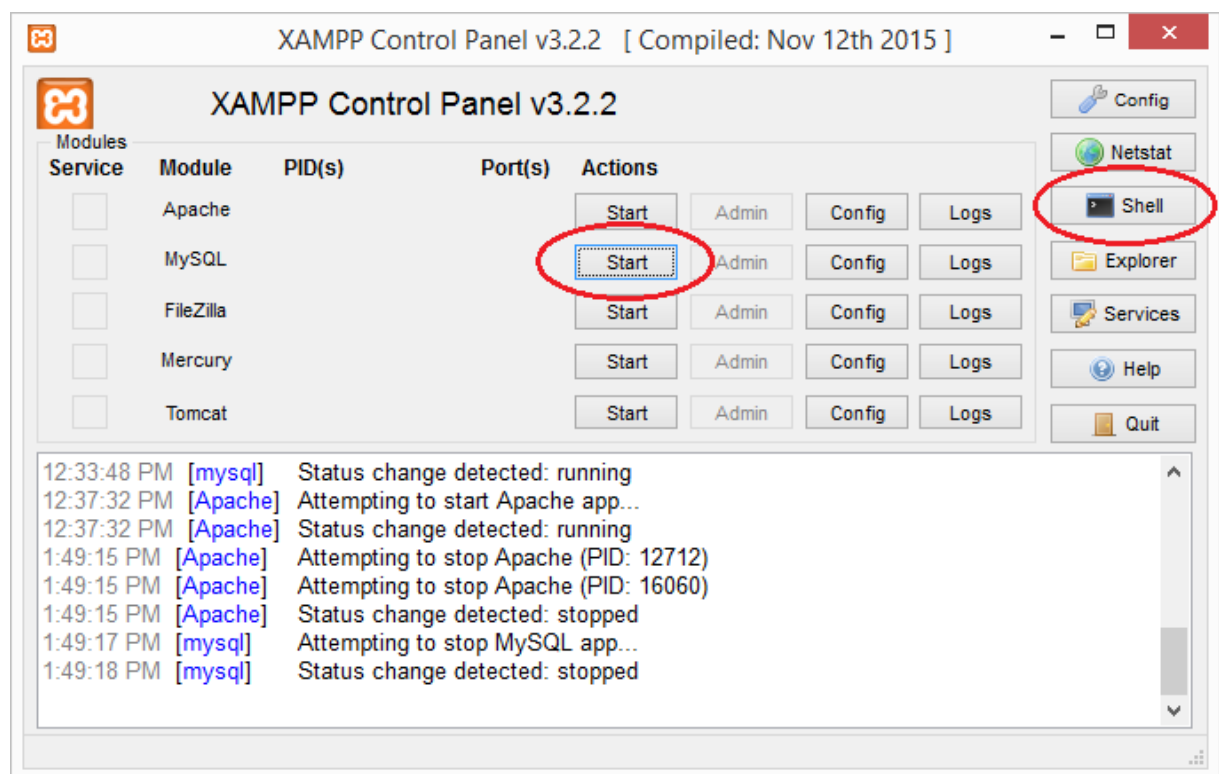 XAMPP Control Panel v3.2.2 [ Compiled: Nov 12th 2015 ]
XAMPP Control Panel v3.2.2
Config
Modules
Netstat
Service Module PID(s) Port(s) Actions
Apache Start Admin Config Logs
Shell
MySQL Start Admin Config Logs
Explorer
FileZilla Start Admin Config Logs
Services
Mercury Start Admin Config Logs
Help
Tomcat Start Admin Config Logs
Quit
12:33:48 PM [mysql] Status change detected: running
12:37:32 PM [Apache] Attempting to start Apache app...
12:37:32 PM [Apache] Status change detected: running
1:49:15 PM [Apache] Attempting to stop Apache (PID: 12712)
1:49:15 PM [Apache] Attempting to stop Apache (PID: 16060)
1:49:15 PM [Apache] Status change detected: stopped
1:49:17 PM [mysql] Attempting to stop MySQL app...
1:49:18 PM [mysql] Status change detected: stopped